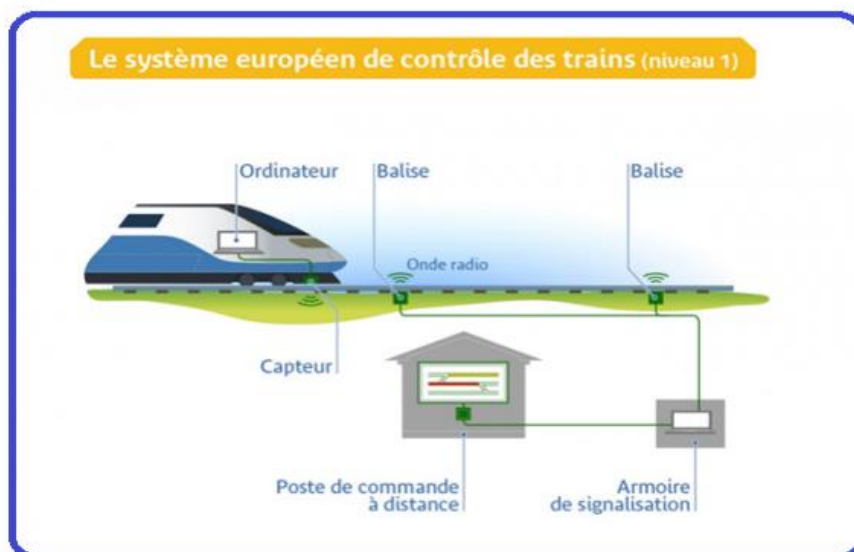 Le système européen de contrôle des trains (niveau 1)
Ordinateur
Balise
Balise
Onde radio
Capteur
Poste de commande
à distance
Armoire
de signalisation